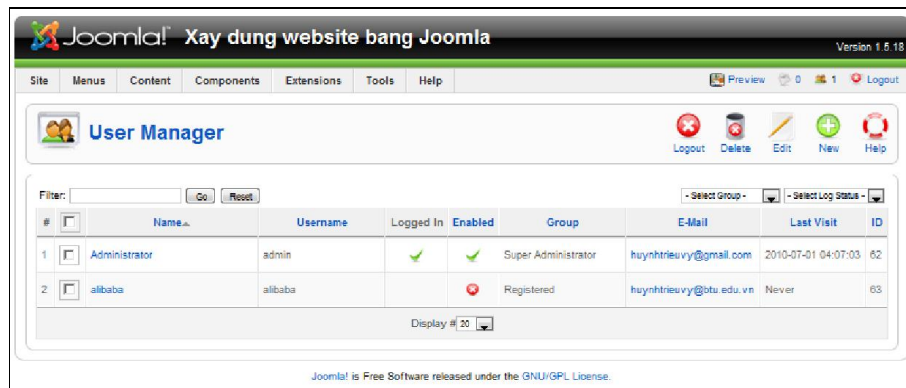 Joomla! Xay dung website bang Joomla
Version 1.5.18
Site Menus Content Components Extensions Tools Help Preview 0 1 Logout
User Manager
Logout Delete Edit New Help
Filter: Go Reset - Select Group - - Select Log Status -
# Name Username Logged In Enabled Group E-Mail Last Visit ID
1 Administrator admin Super Administrator huynhtrieuvy@gmail.com 2010-07-01 04:07:03 62
2 alibaba alibaba Registered huynhtrieuvy@btu.edu.vn Never 63
Display # 20
Joomla! is Free Software released under the GNU/GPL License.